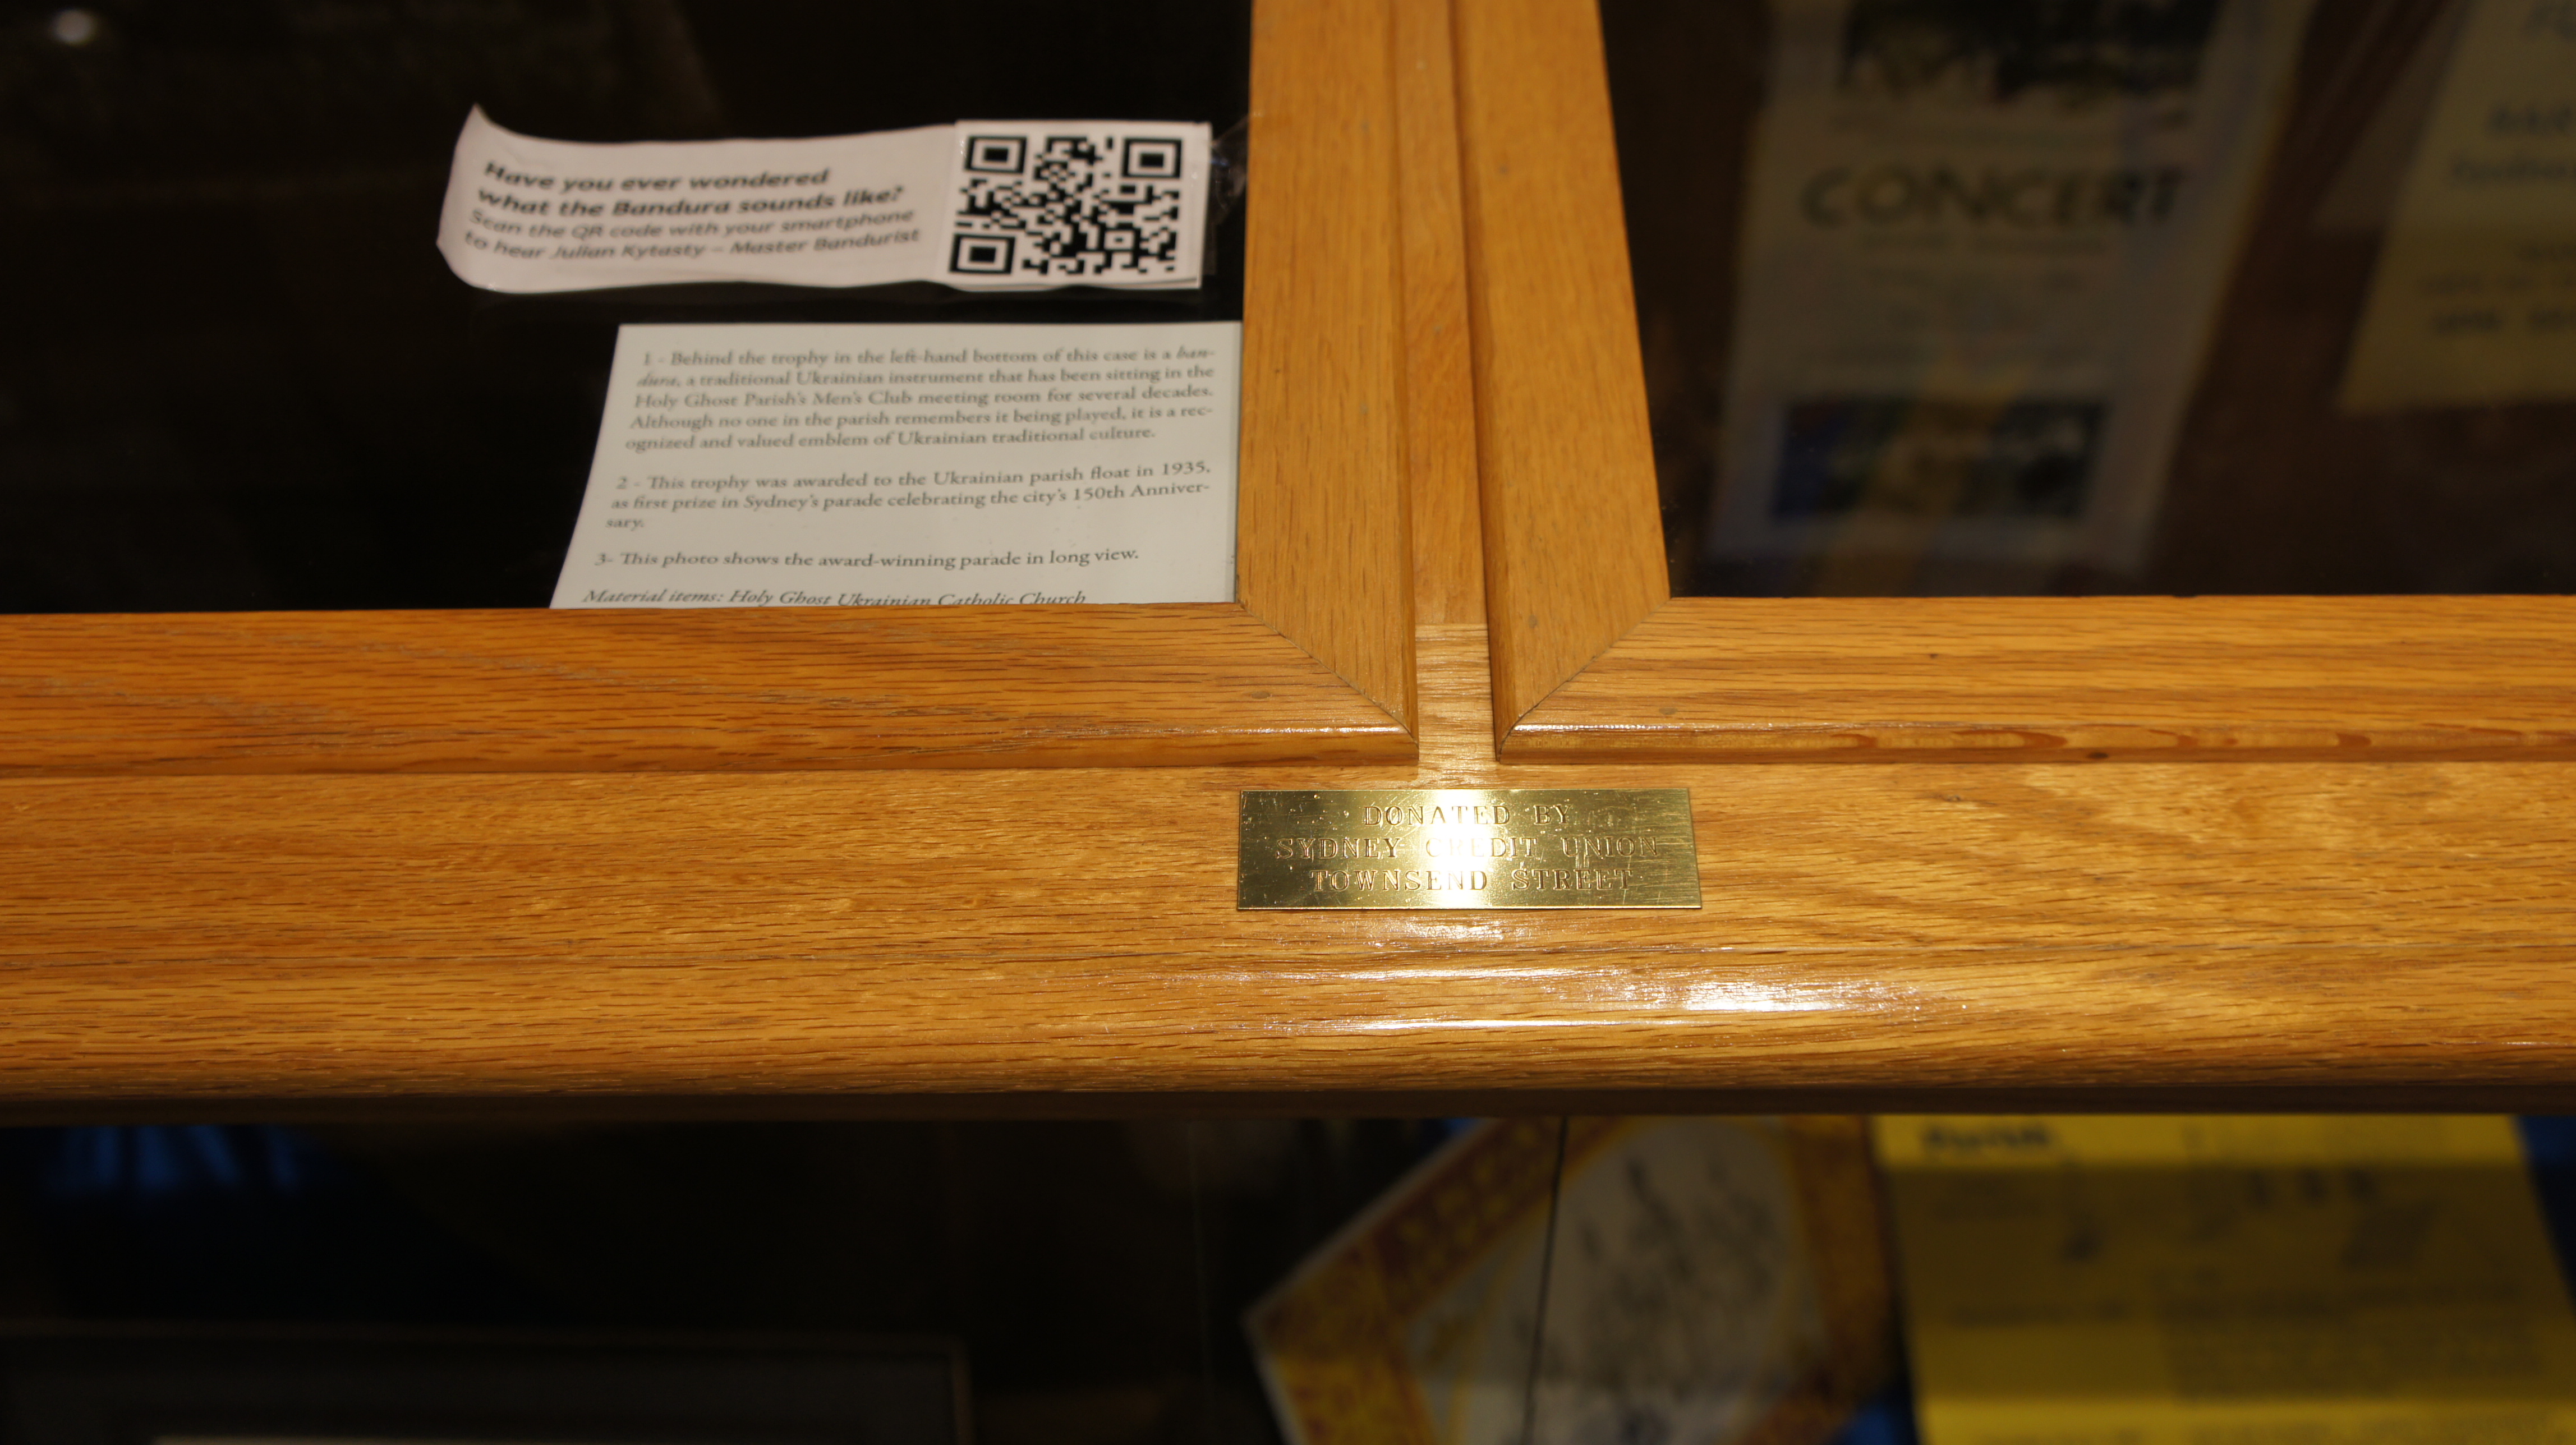 Have you ever wondered
what the Bandura sounds like?
Scan the QR code with your smartphone
to hear Julian Kytasty – Master Bandurist
1 - Behind the trophy in the left-hand bottom of this case is a ban-
dura, a traditional Ukrainian instrument that has been sitting in the
Holy Ghost Parish's Men's Club meeting room for several decades.
Although no one in the parish remembers it being played, it is a rec-
ognized and valued emblem of Ukrainian traditional culture.
2 - This trophy was awarded to the Ukrainian parish float in 1935,
as first prize in Sydney's parade celebrating the city's 150th Anniver-
sary.
3- This photo shows the award-winning parade in long view.
Material items: Holy Ghost Ukrainian Catholic Church
CONCERT
DONATED BY
SYDNEY CREDIT UNION
TOWNSEND STREET